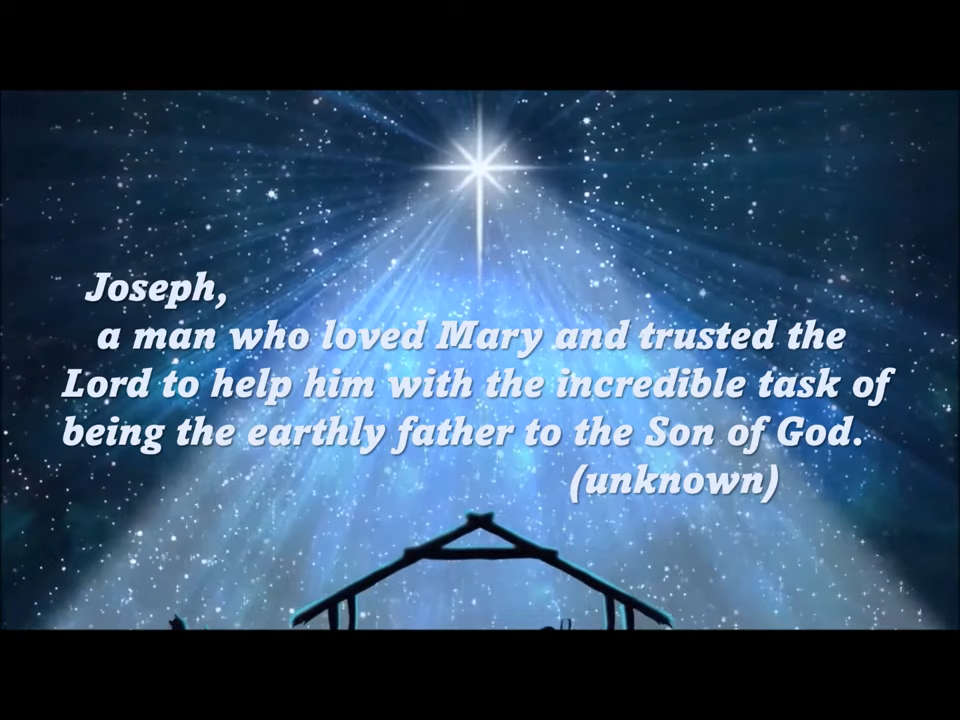 Joseph,
a man who loved Mary and trusted the
Lord to help him with the incredible task of
being the earthly father to the Son of God.
(unknown)